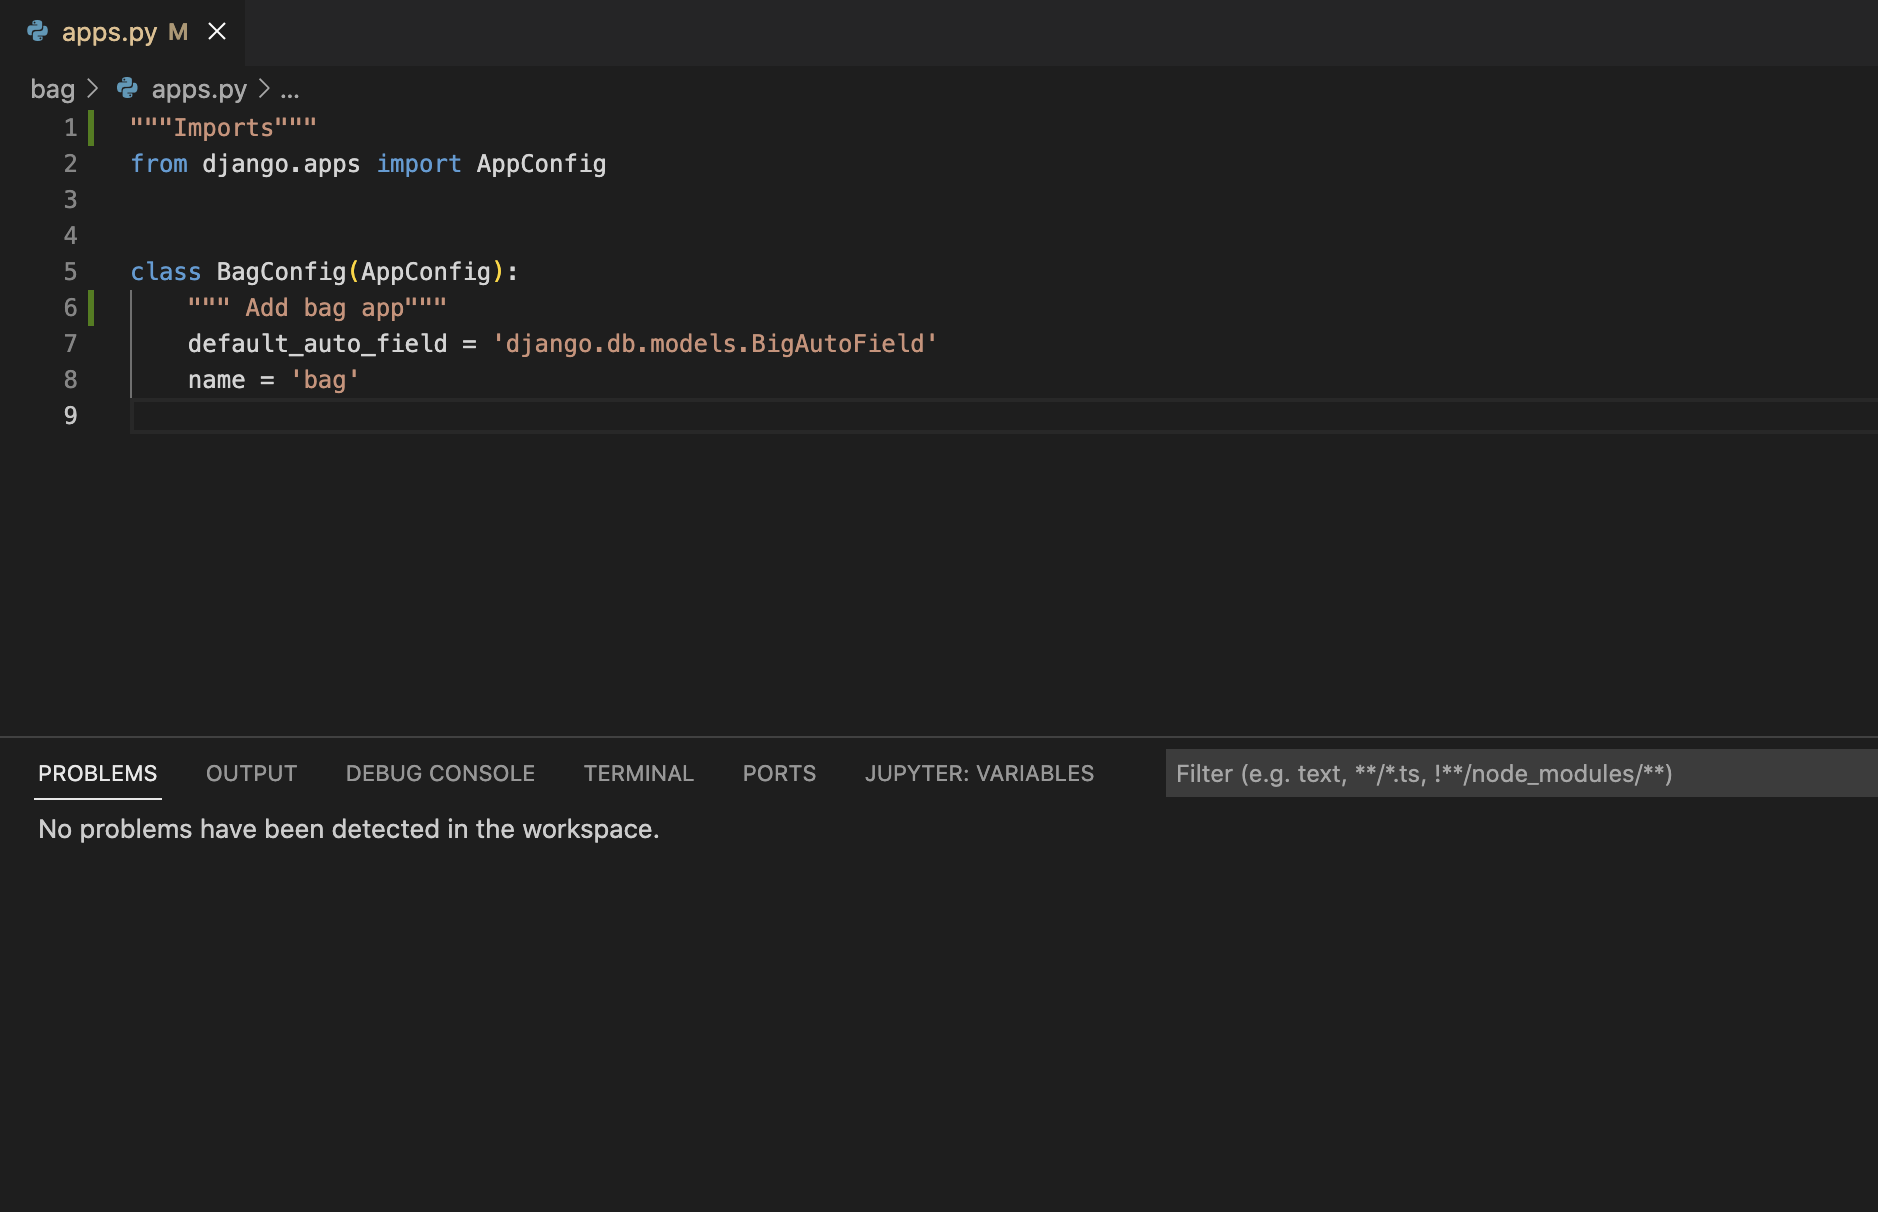 apps.py M
bag > apps.py > ...
1 """Imports"""
2 from django.apps import AppConfig
3
4
5 class BagConfig(AppConfig):
6     """ Add bag app"""
7     default_auto_field = 'django.db.models.BigAutoField'
8     name = 'bag'
9
PROBLEMS OUTPUT DEBUG CONSOLE TERMINAL PORTS JUPYTER: VARIABLES Filter (e.g. text, **/*.ts, !**/node_modules/**)
No problems have been detected in the workspace.